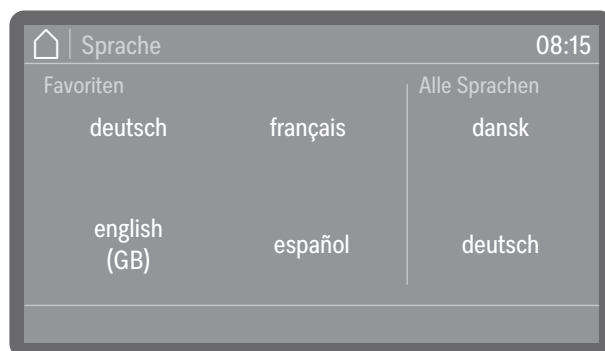 Sprache 08:15
Favoriten Alle Sprachen
deutsch français dansk
english
(GB) español deutsch